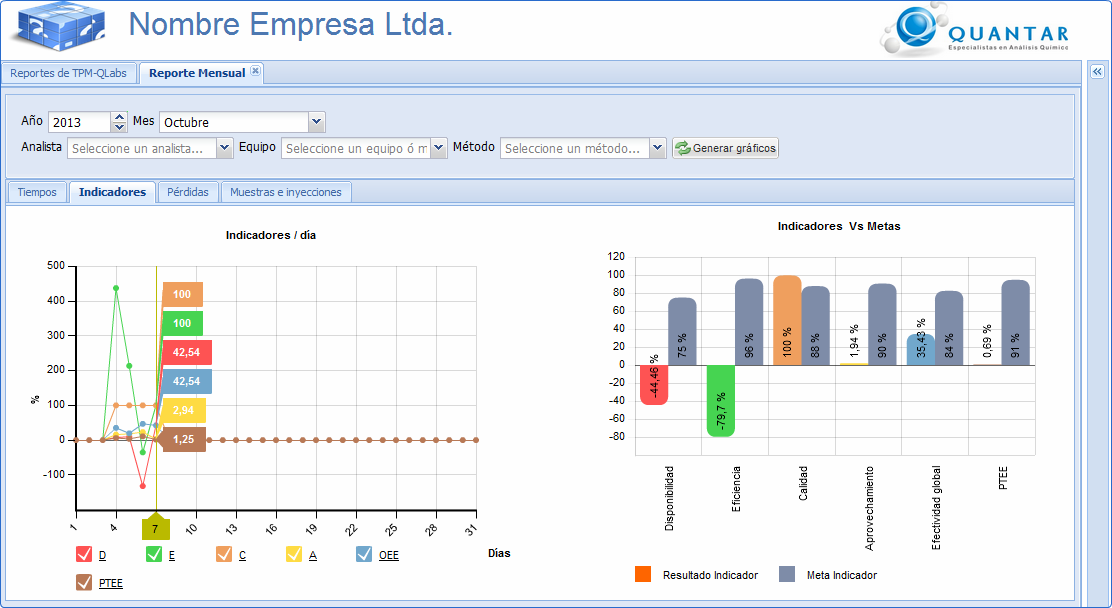 Nombre Empresa Ltda.
QUANTAR
Especialistas en Análisis Químico
Reportes de TPM-QLabs
Reporte Mensual
Año 2013 Mes Octubre
Analista Seleccione un analista... Equipo Seleccione un equipo ó m Método Seleccione un método... Generar gráficos
Tiempos Indicadores Pérdidas Muestras e inyecciones
Indicadores / día
500
400
300
200
100
0
-100
%
100
100
42,54
42,54
2,94
1,25
1 4 7 10 13 16 19 22 25 28 31
Días
D E C A OEE
PTEE
Indicadores Vs Metas
120
100
80
60
40
20
0
-20
-40
-60
-80
-44,46 % 75 % -79,7 % 96 % 100 % 88 % 1,94 % 90 % 35,43 % 84 % 0,69 % 91 %
Disponibilidad Eficiencia Calidad Aprovechamiento Efectividad global PTEE
Resultado Indicador Meta Indicador